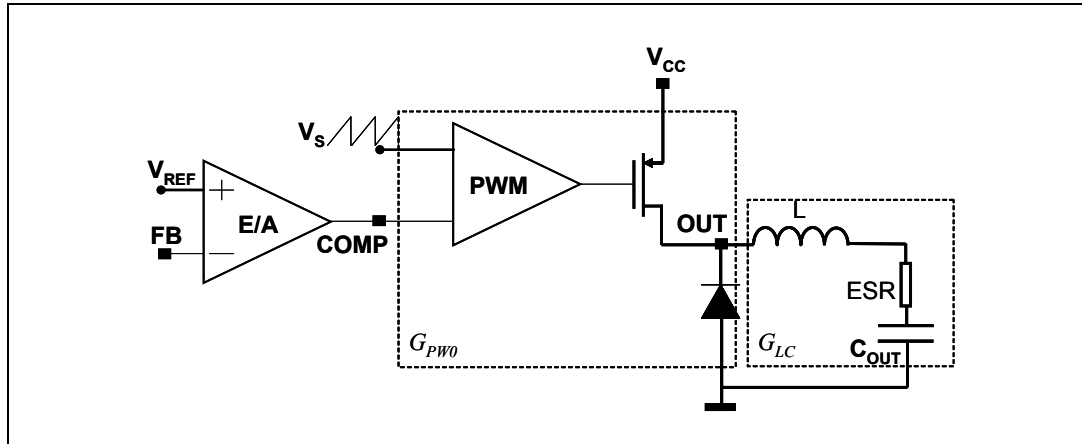 V_CC
V_S
PWM
V_REF
+
E/A
FB
−
COMP
OUT
L
ESR
C_OUT
G_PW0
G_LC